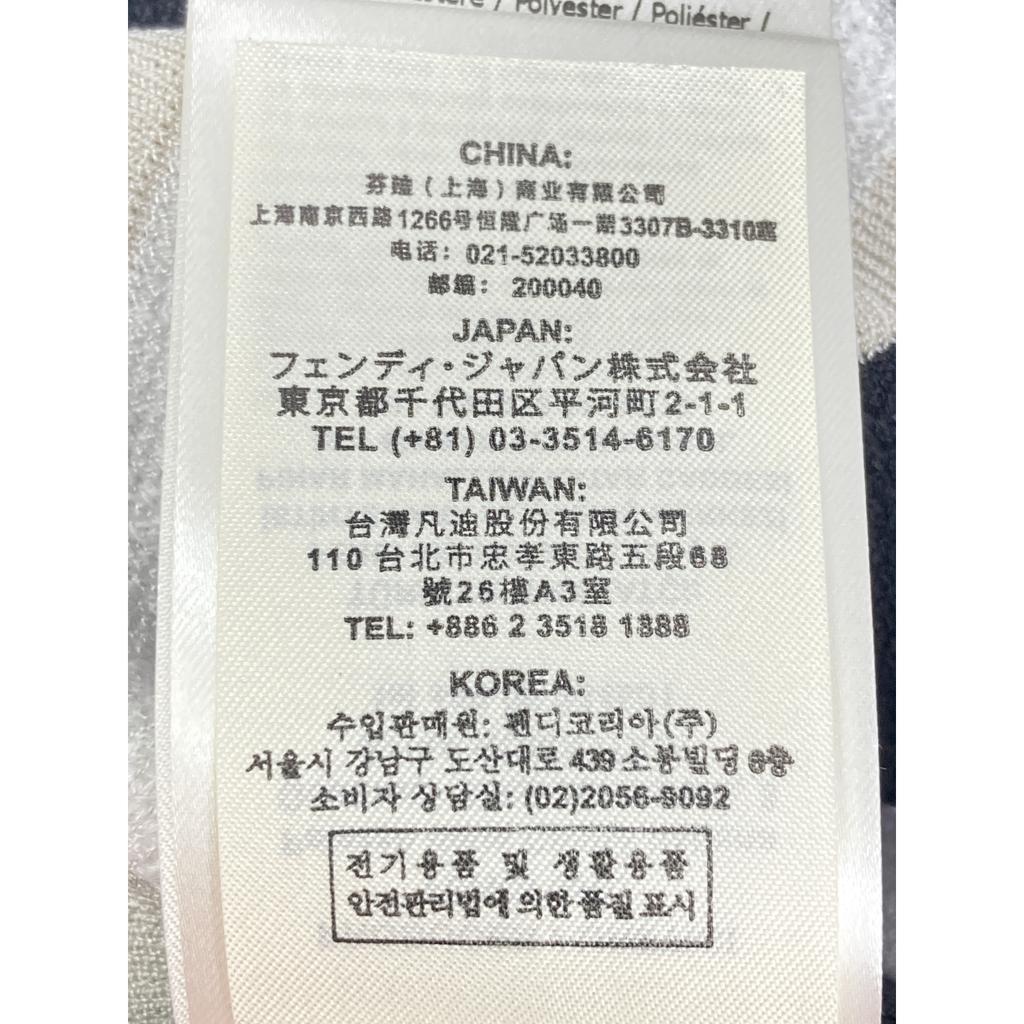 / Polyester / Poliéster /
CHINA:
芬迪（上海）商业有限公司
上海南京西路1266号恒隆广场一期3307B-3310室
电话：021-52033800
邮编：200040
JAPAN:
フェンディ・ジャパン株式会社
東京都千代田区平河町2-1-1
TEL (+81) 03-3514-6170
TAIWAN:
台灣凡迪股份有限公司
110 台北市忠孝東路五段68
號26樓A3室
TEL: +886 2 3518 1888
KOREA:
수입판매원: 펜디코리아(주)
서울시 강남구 도산대로 439 소봉빌딩 6층
소비자 상담실: (02)2056-9092
전기용품 및 생활용품
안전관리법에 의한 품질 표시